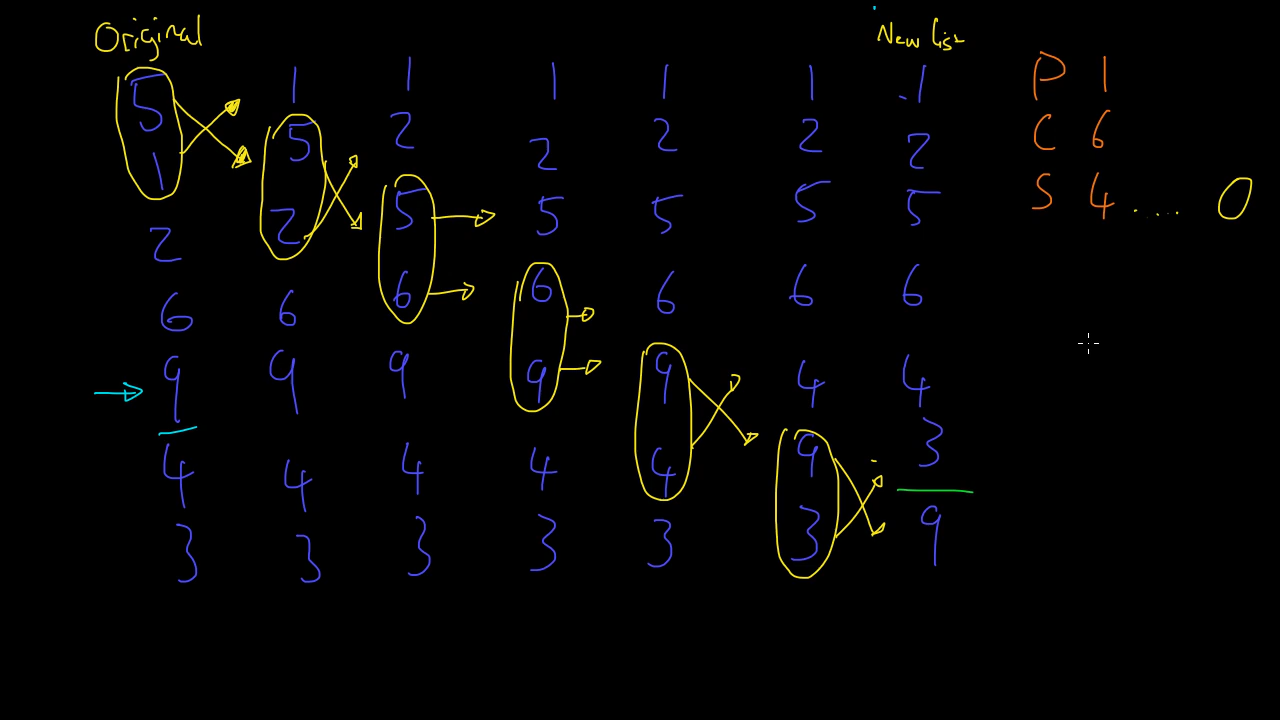 Original New list
5 1 1 1 1 1 1 P 1
1 5 2 2 2 2 2 C 6
2 2 5 5 5 5 5 S 4 ..... 0
6 6 6 6 6 6 6
9 9 9 9 9 4 4
4 4 4 4 4 9 3
3 3 3 3 3 3 9